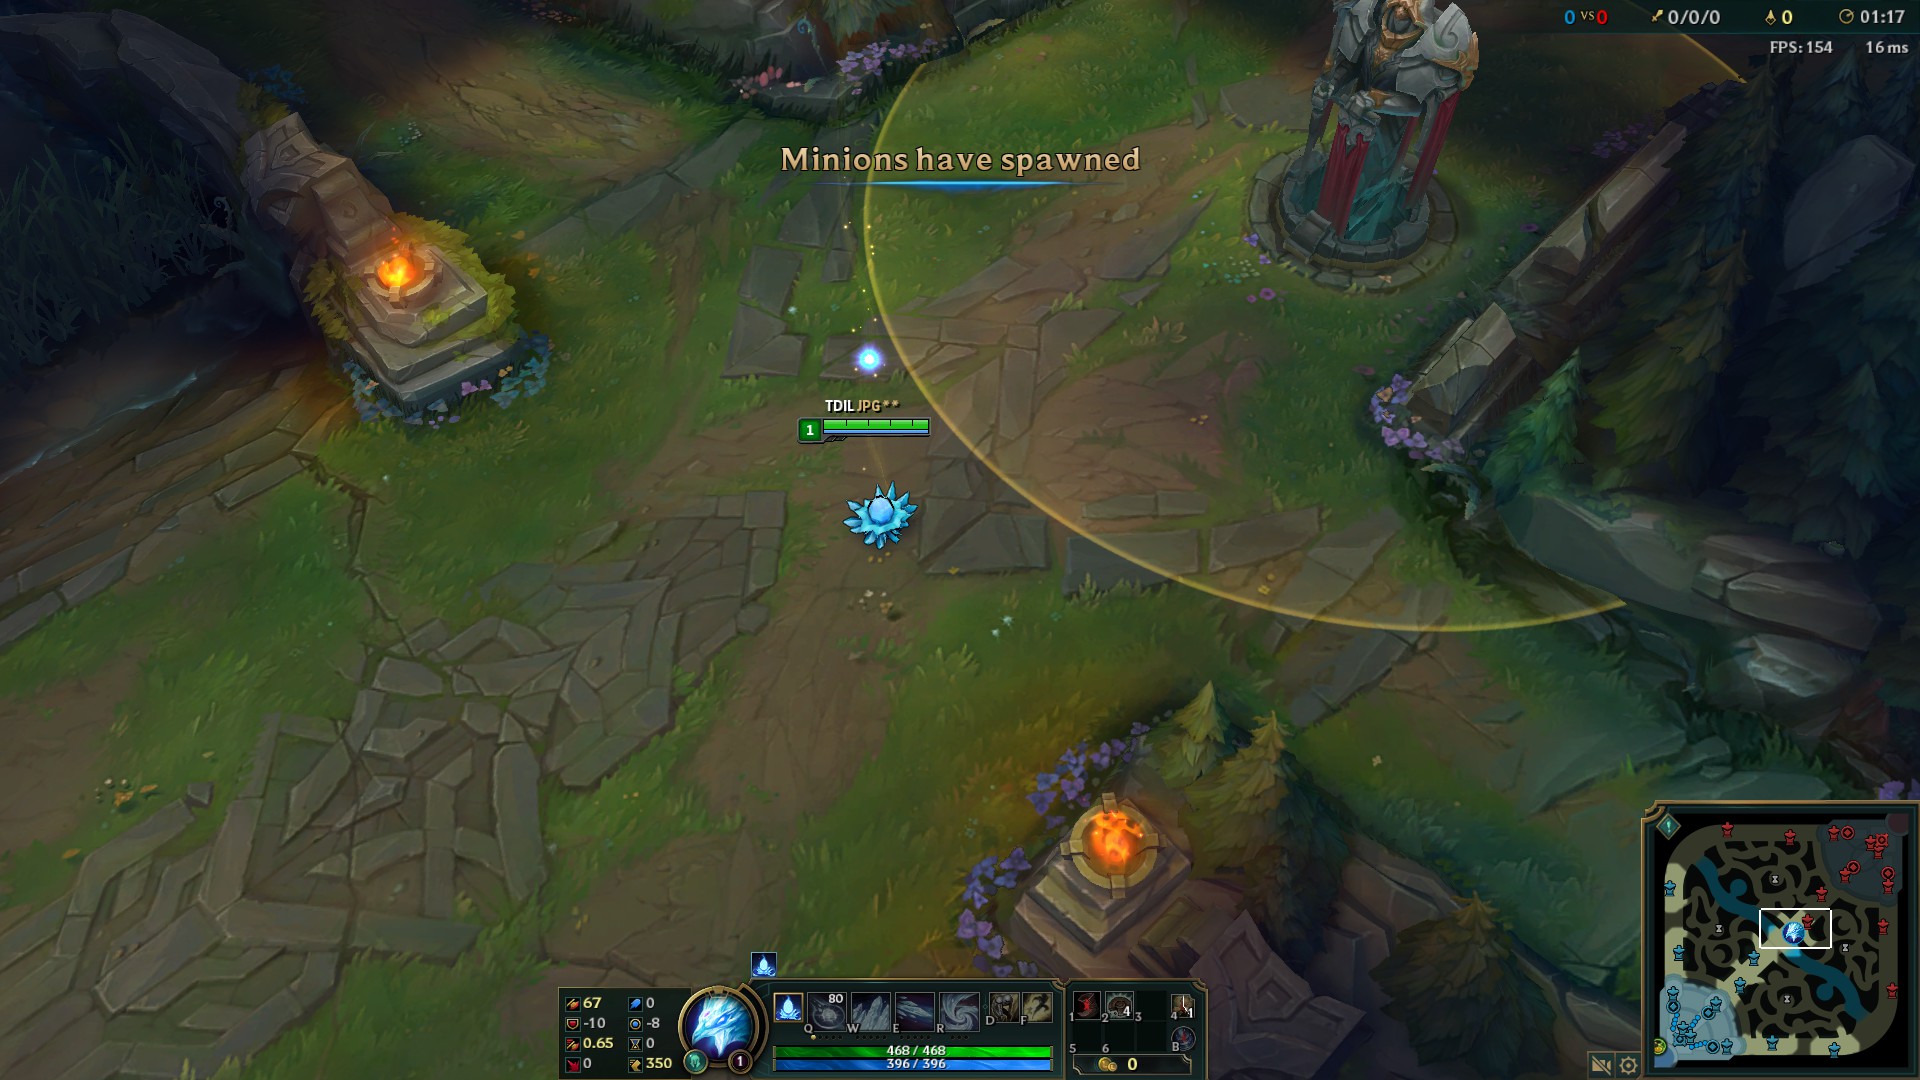 0 vs 0 0/0/0 0 01:17
FPS: 154 16 ms
Minions have spawned
TDIL JPG**
1
67 0
-10 -8
0.65 0
0 350
1
80
Q W E R D F
468 / 468
396 / 396
1 2 4 3 4 1
5 6 B
0